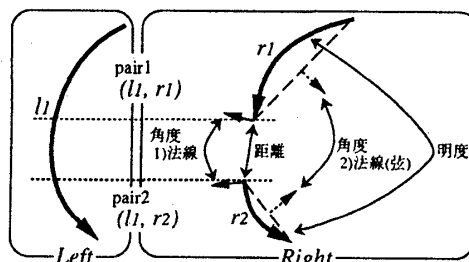 l1
pair1
(l1, r1)
pair2
(l1, r2)
Left
r1
角度
1)法線
距離
角度
2)法線(弦)
明度
r2
Right